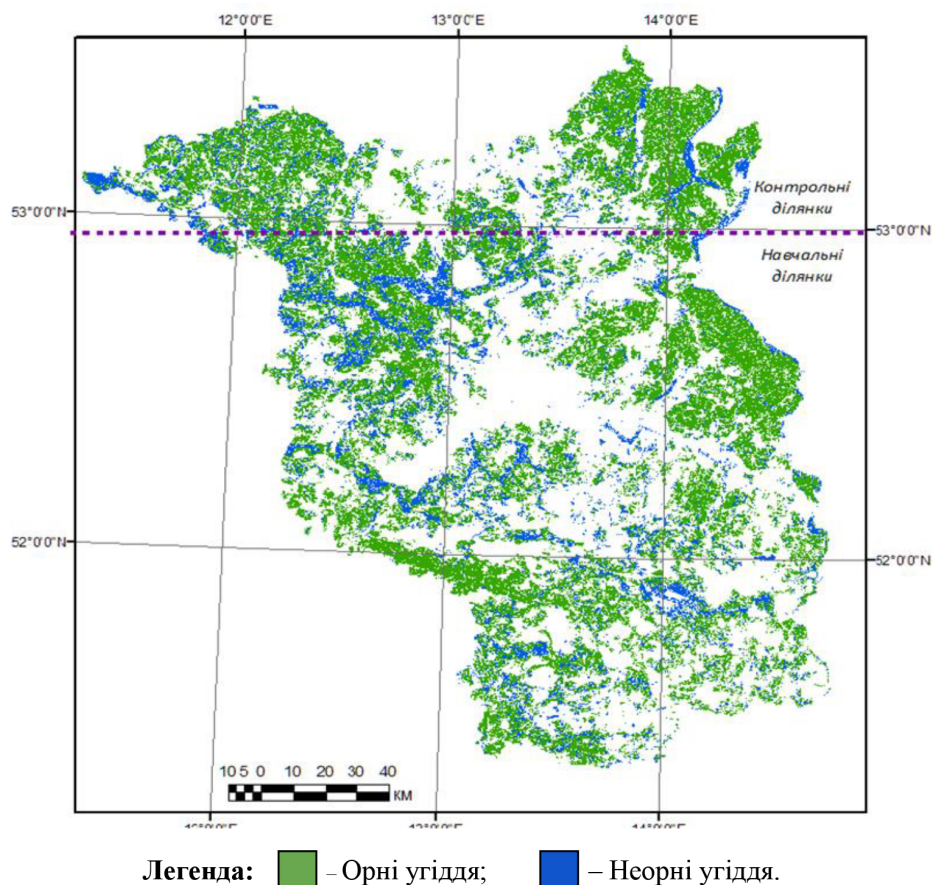 12°0'0"E 13°0'0"E 14°0'0"E
Контрольні
ділянки
53°0'0"N 53°0'0"N
Навчальні
ділянки
52°0'0"N 52°0'0"N
10 5 0 10 20 30 40
КМ
Легенда: – Орні угіддя; – Неорні угіддя.